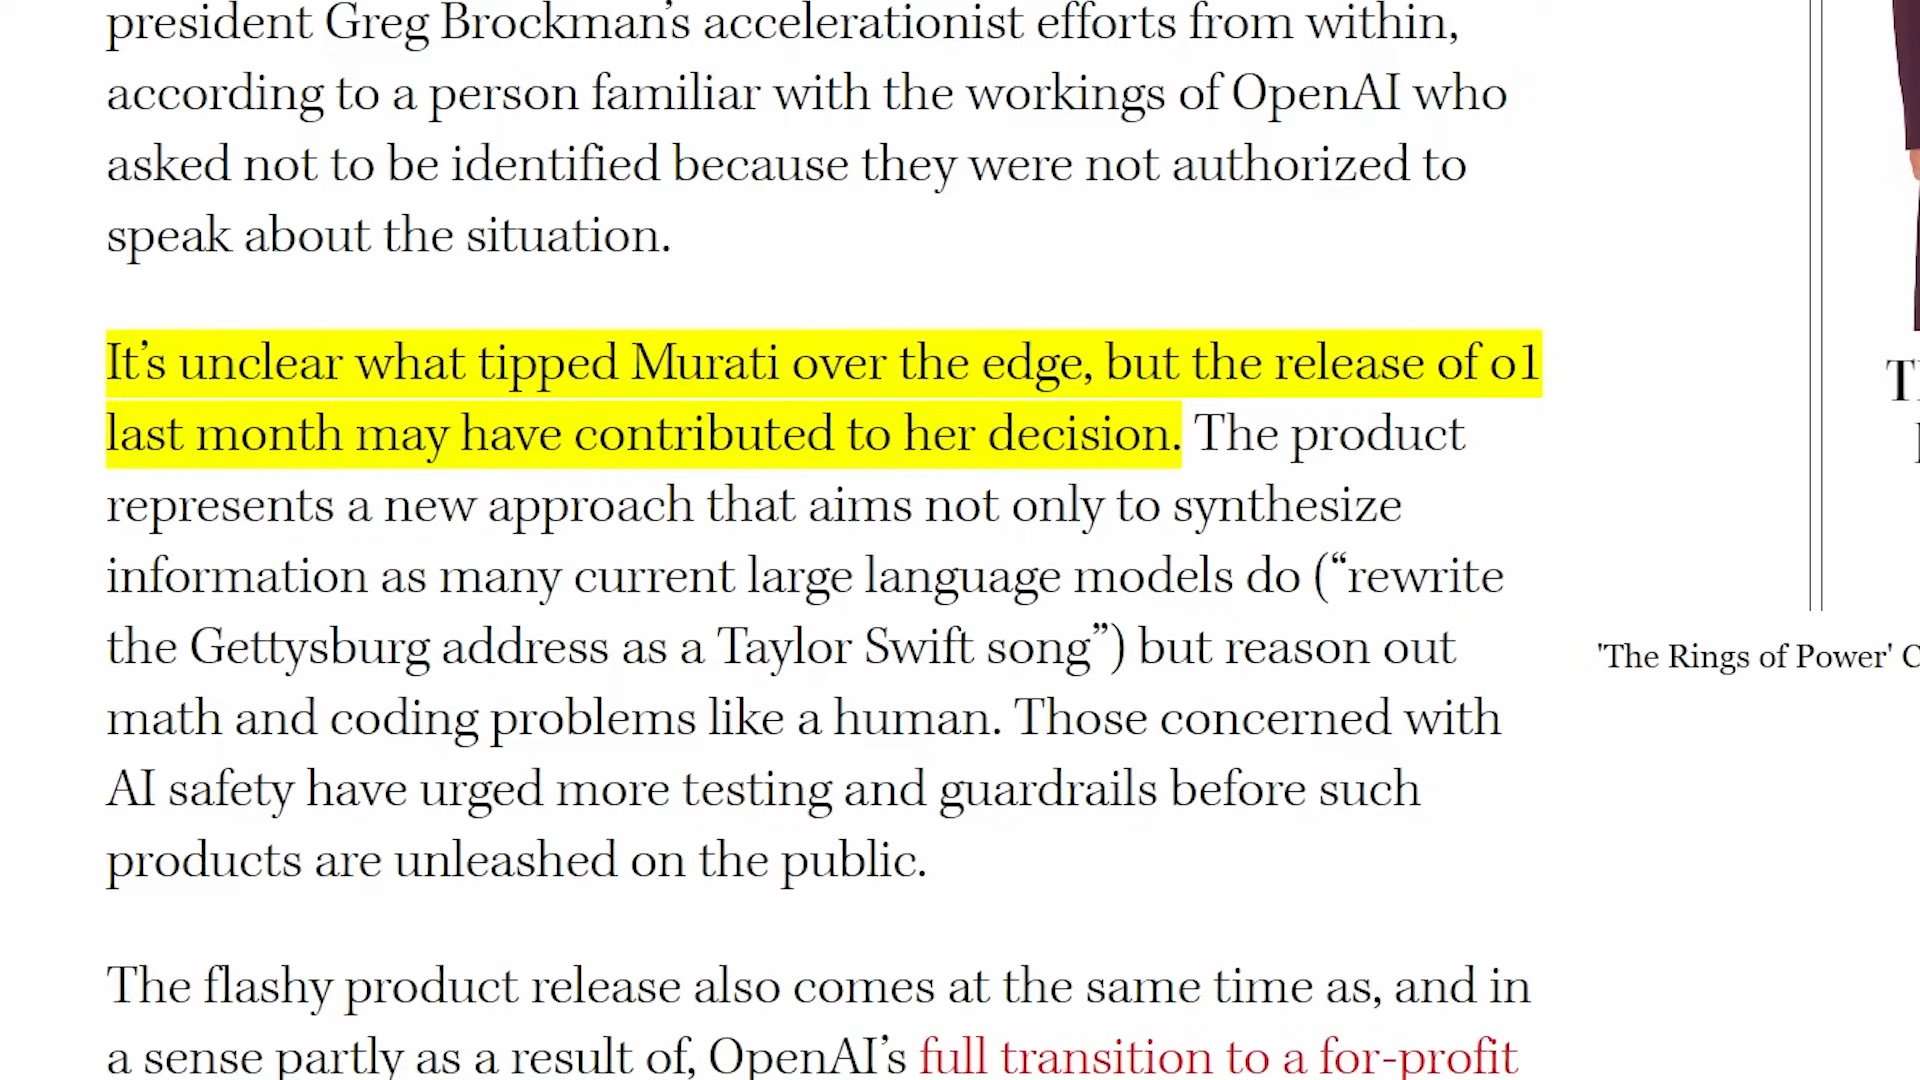 president Greg Brockman’s accelerationist efforts from within,
according to a person familiar with the workings of OpenAI who
asked not to be identified because they were not authorized to
speak about the situation.
It’s unclear what tipped Murati over the edge, but the release of o1
last month may have contributed to her decision. The product
represents a new approach that aims not only to synthesize
information as many current large language models do (“rewrite
the Gettysburg address as a Taylor Swift song”) but reason out
math and coding problems like a human. Those concerned with
AI safety have urged more testing and guardrails before such
products are unleashed on the public.
The flashy product release also comes at the same time as, and in
a sense partly as a result of, OpenAI’s full transition to a for-profit
'The Rings of Power'